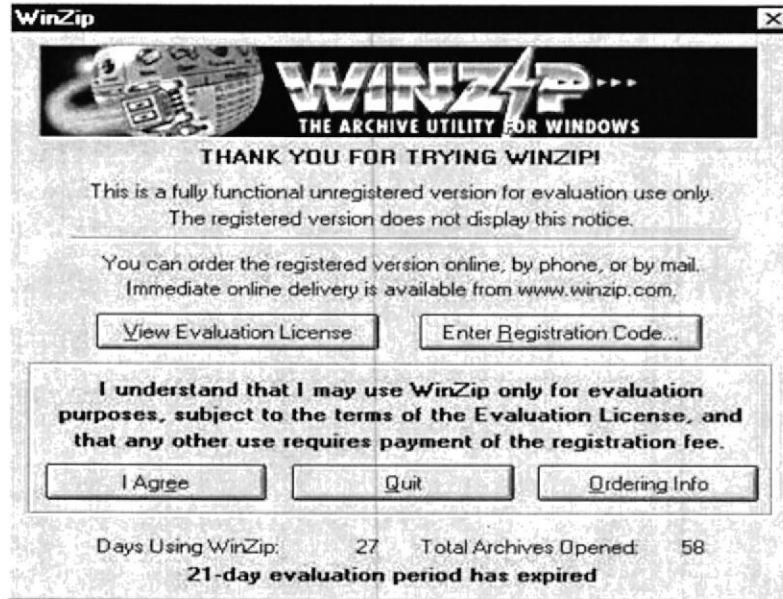 WinZip
WINZIP
THE ARCHIVE UTILITY FOR WINDOWS
THANK YOU FOR TRYING WINZIP!
This is a fully functional unregistered version for evaluation use only.
The registered version does not display this notice.
You can order the registered version online, by phone, or by mail.
Immediate online delivery is available from www.winzip.com.
View Evaluation License Enter Registration Code...
I understand that I may use WinZip only for evaluation
purposes, subject to the terms of the Evaluation License, and
that any other use requires payment of the registration fee.
I Agree Quit Ordering Info
Days Using WinZip: 27 Total Archives Opened: 58
21-day evaluation period has expired